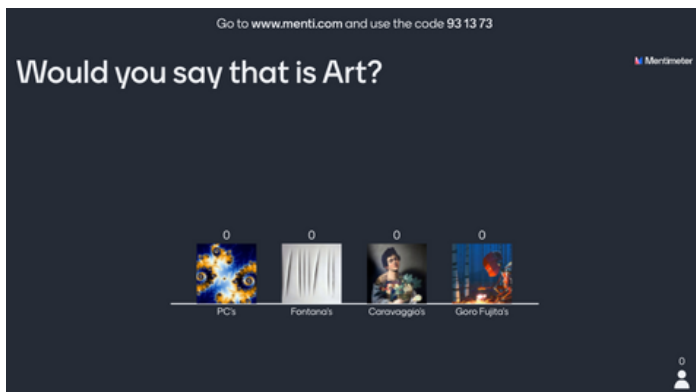 Go to www.menti.com and use the code 93 13 73
Would you say that is Art?
Mentimeter
0 0 0 0
PC's Fontana's Caravaggio's Goro Fujita's
0